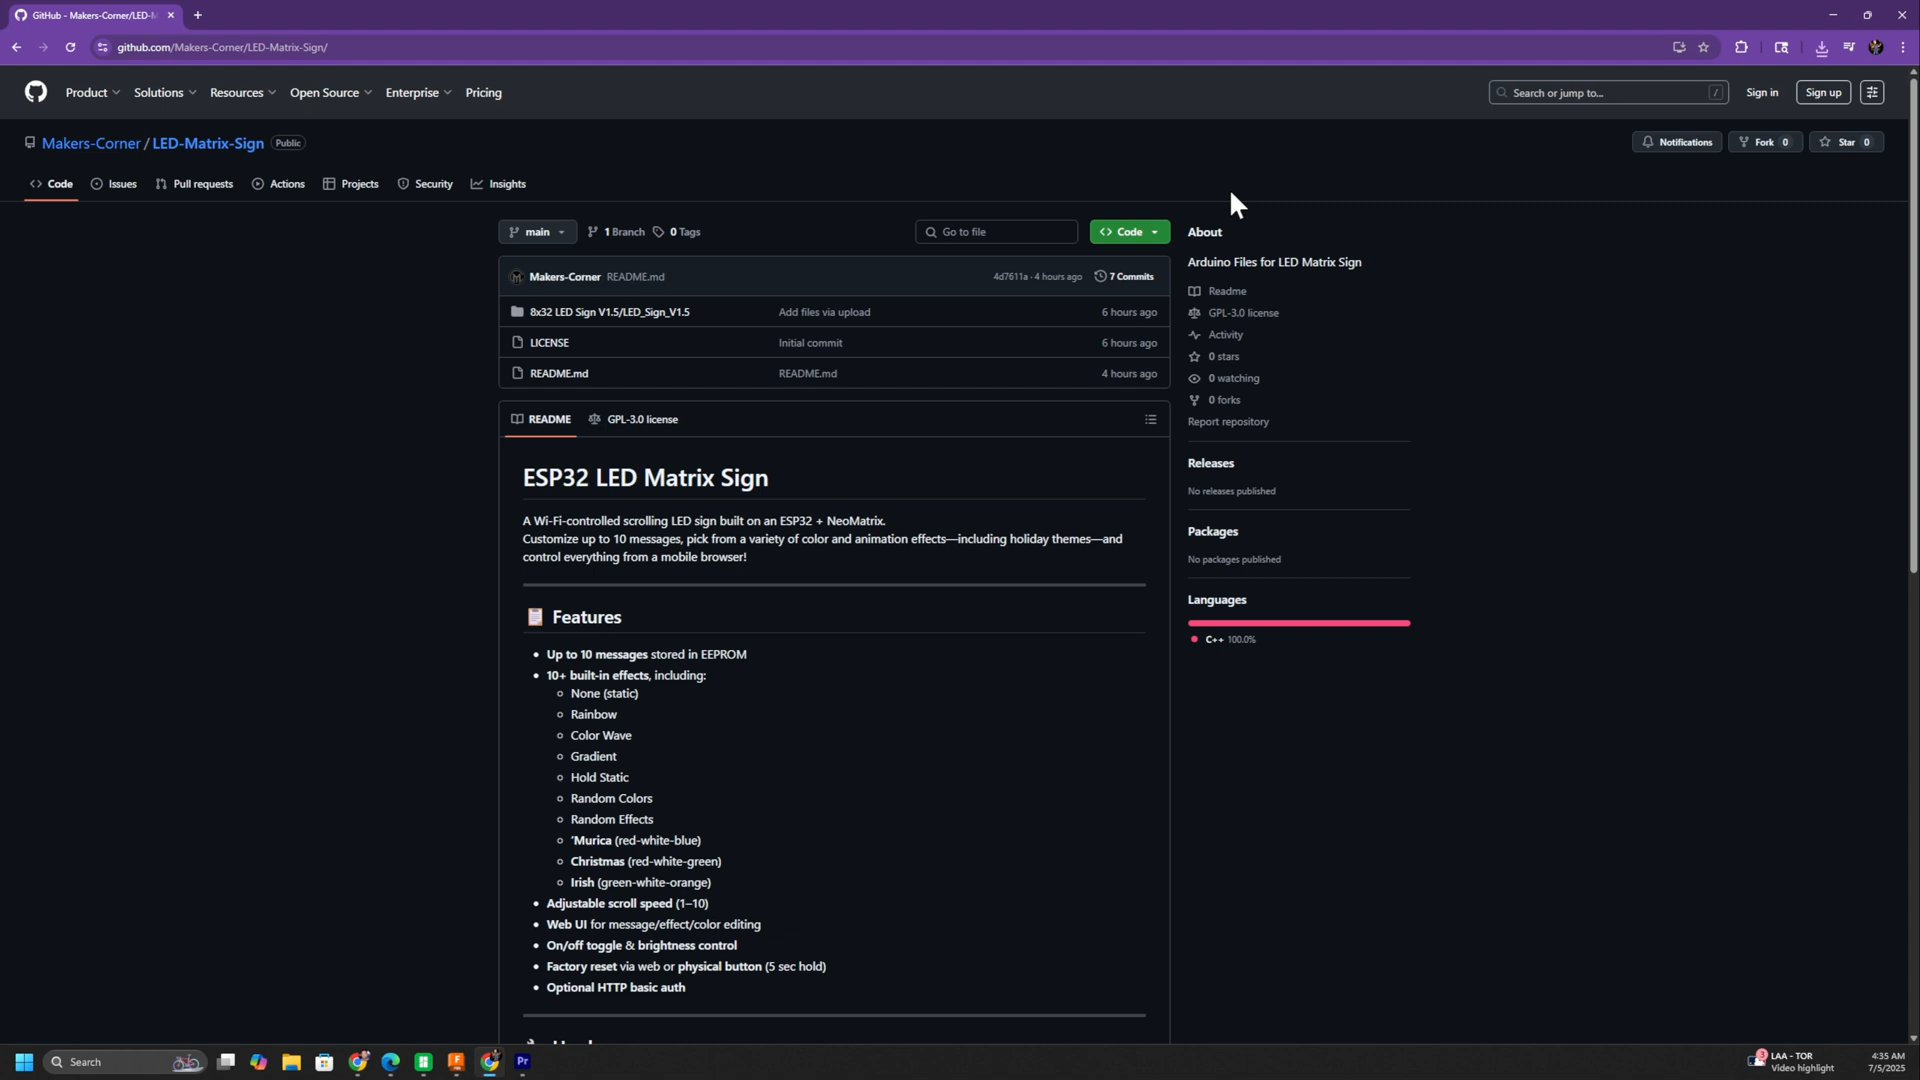 GitHub - Makers-Corner/LED-M
github.com/Makers-Corner/LED-Matrix-Sign/
Product Solutions Resources Open Source Enterprise Pricing
Search or jump to... / Sign in Sign up
Makers-Corner / LED-Matrix-Sign Public
Notifications Fork 0 Star 0
Code Issues Pull requests Actions Projects Security Insights
main 1 Branch 0 Tags Go to file Code
Makers-Corner README.md 4d7611a · 4 hours ago 7 Commits
8x32 LED Sign V1.5/LED_Sign_V1.5 Add files via upload 6 hours ago
LICENSE Initial commit 6 hours ago
README.md README.md 4 hours ago
README GPL-3.0 license
ESP32 LED Matrix Sign
A Wi-Fi-controlled scrolling LED sign built on an ESP32 + NeoMatrix.
Customize up to 10 messages, pick from a variety of color and animation effects—including holiday themes—and
control everything from a mobile browser!
Features
Up to 10 messages stored in EEPROM
10+ built-in effects, including:
None (static)
Rainbow
Color Wave
Gradient
Hold Static
Random Colors
Random Effects
'Murica (red-white-blue)
Christmas (red-white-green)
Irish (green-white-orange)
Adjustable scroll speed (1–10)
Web UI for message/effect/color editing
On/off toggle & brightness control
Factory reset via web or physical button (5 sec hold)
Optional HTTP basic auth
About
Arduino Files for LED Matrix Sign
Readme
GPL-3.0 license
Activity
0 stars
0 watching
0 forks
Report repository
Releases
No releases published
Packages
No packages published
Languages
C++ 100.0%
Search
Pr
3
LAA - TOR
Video highlight
4:35 AM
7/5/2025